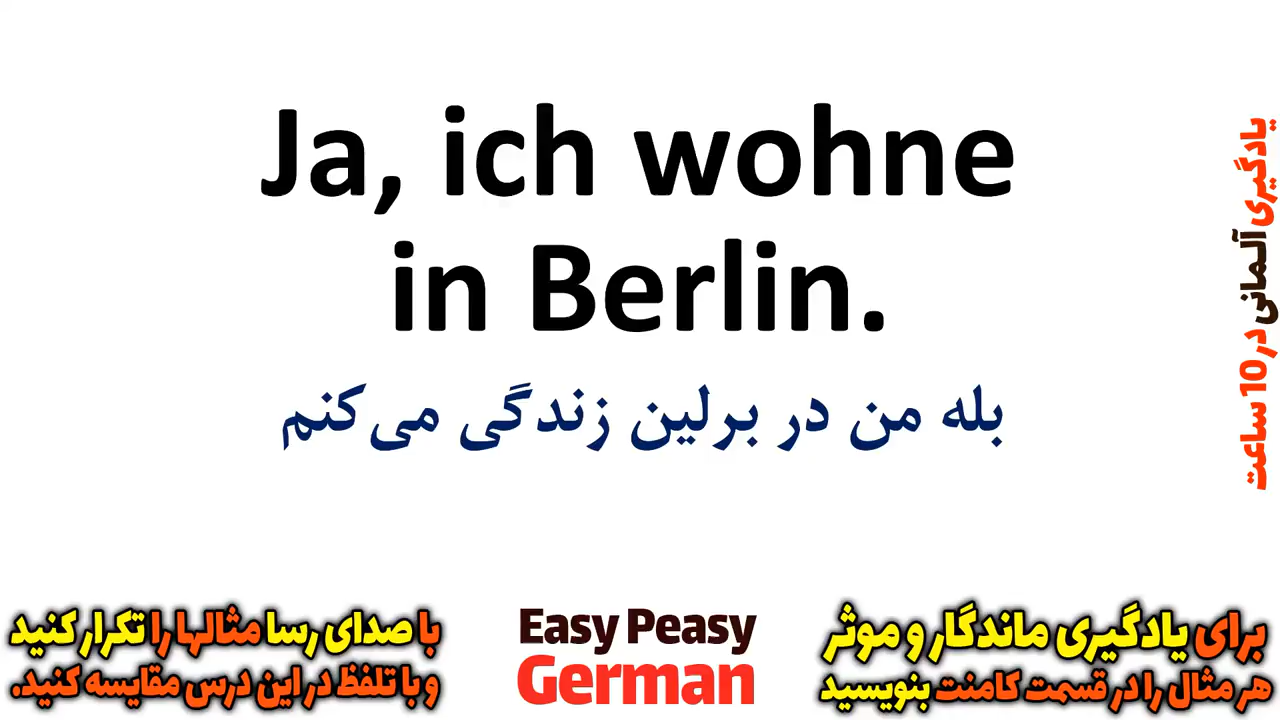 Ja, ich wohne
in Berlin.
بله من در برلین زندگی می‌کنم
یادگیری آلمانی در 10 ساعت
برای یادگیری ماندگار و موثر
هر مثال را در قسمت کامنت بنویسید
Easy Peasy
German
با صدای رسا مثالها را تکرار کنید
و با تلفظ در این درس مقایسه کنید.